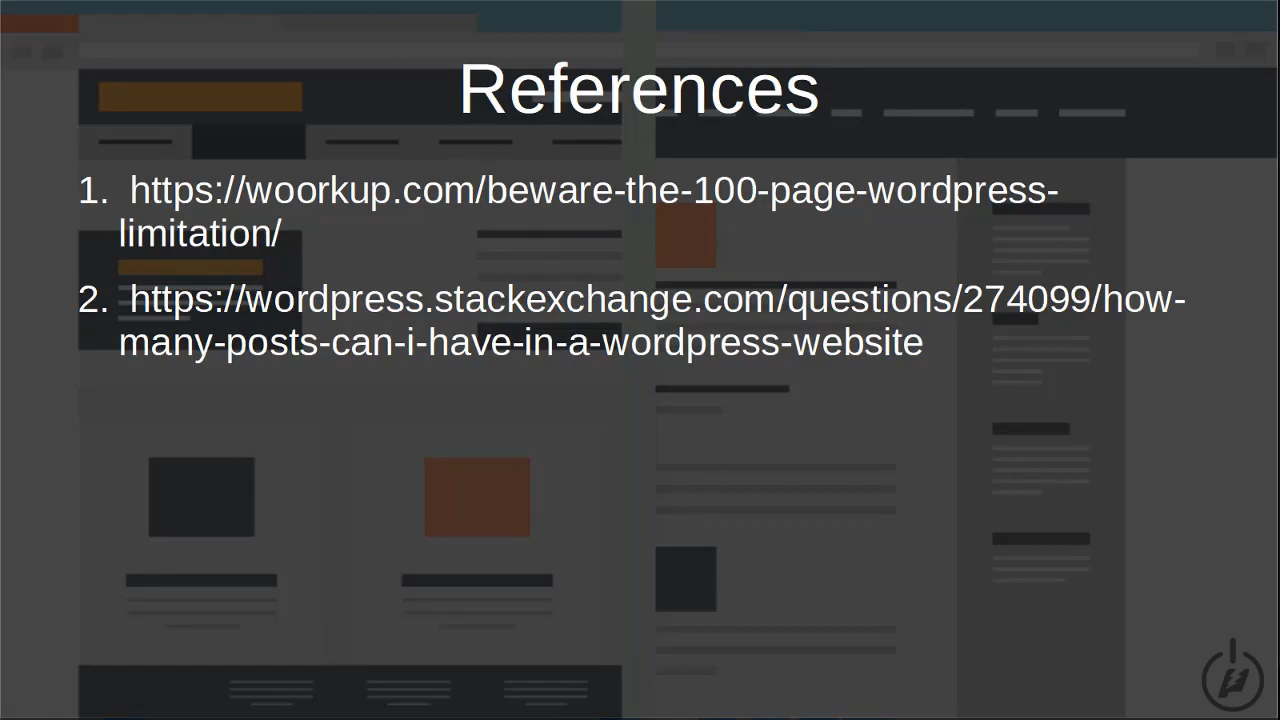 References
1. https://woorkup.com/beware-the-100-page-wordpress-
limitation/
2. https://wordpress.stackexchange.com/questions/274099/how-
many-posts-can-i-have-in-a-wordpress-website